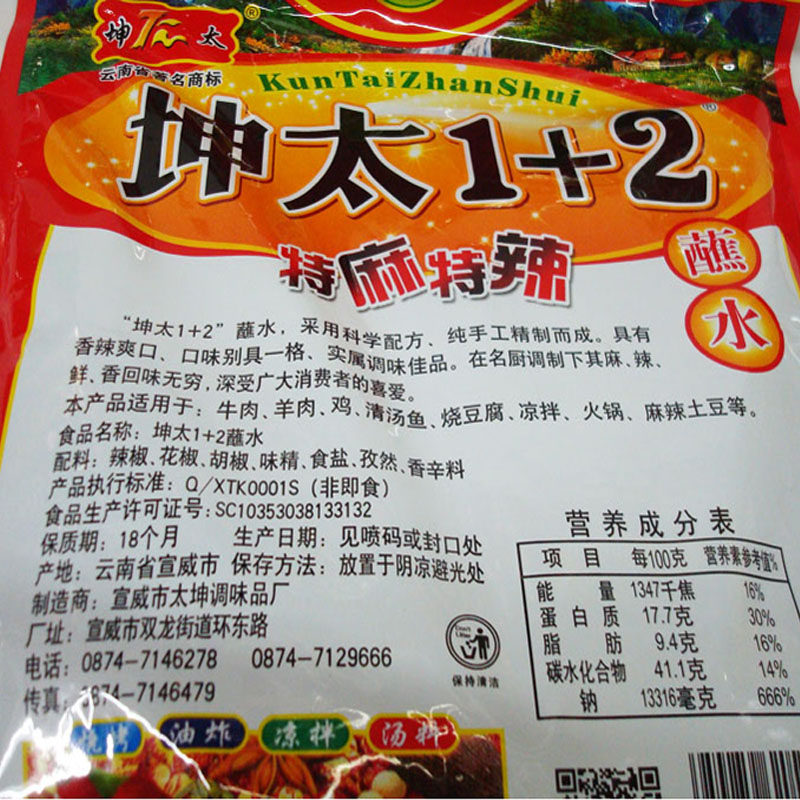 坤 太®
云南省著名商标
KunTaiZhanShui
坤太1+2®
特麻特辣
蘸水
“坤太1+2”蘸水，采用科学配方、纯手工精制而成。具有
香辣爽口、口味别具一格、实属调味佳品。在名厨调制下其麻、辣、
鲜、香回味无穷，深受广大消费者的喜爱。
本产品适用于：牛肉、羊肉、鸡、清汤鱼、烧豆腐、凉拌、火锅、麻辣土豆等。
食品名称：坤太1+2蘸水
配料：辣椒、花椒、胡椒、味精、食盐、孜然、香辛料
产品执行标准：Q/XTK0001S（非即食）
食品生产许可证号：SC10353038133132
保质期：18个月 生产日期：见喷码或封口处
产地：云南省宣威市 保存方法：放置于阴凉避光处
制造商：宣威市太坤调味品厂
厂址：宣威市双龙街道环东路
电话：0874-7146278 0874-7129666
传真：0874-7146479
保持清洁
营养成分表
项目 每100克 营养素参考值%
能量 1347千焦 16%
蛋白质 17.7克 30%
脂肪 9.4克 16%
碳水化合物 41.1克 14%
钠 13316毫克 666%
烧烤 油炸 凉拌 汤料